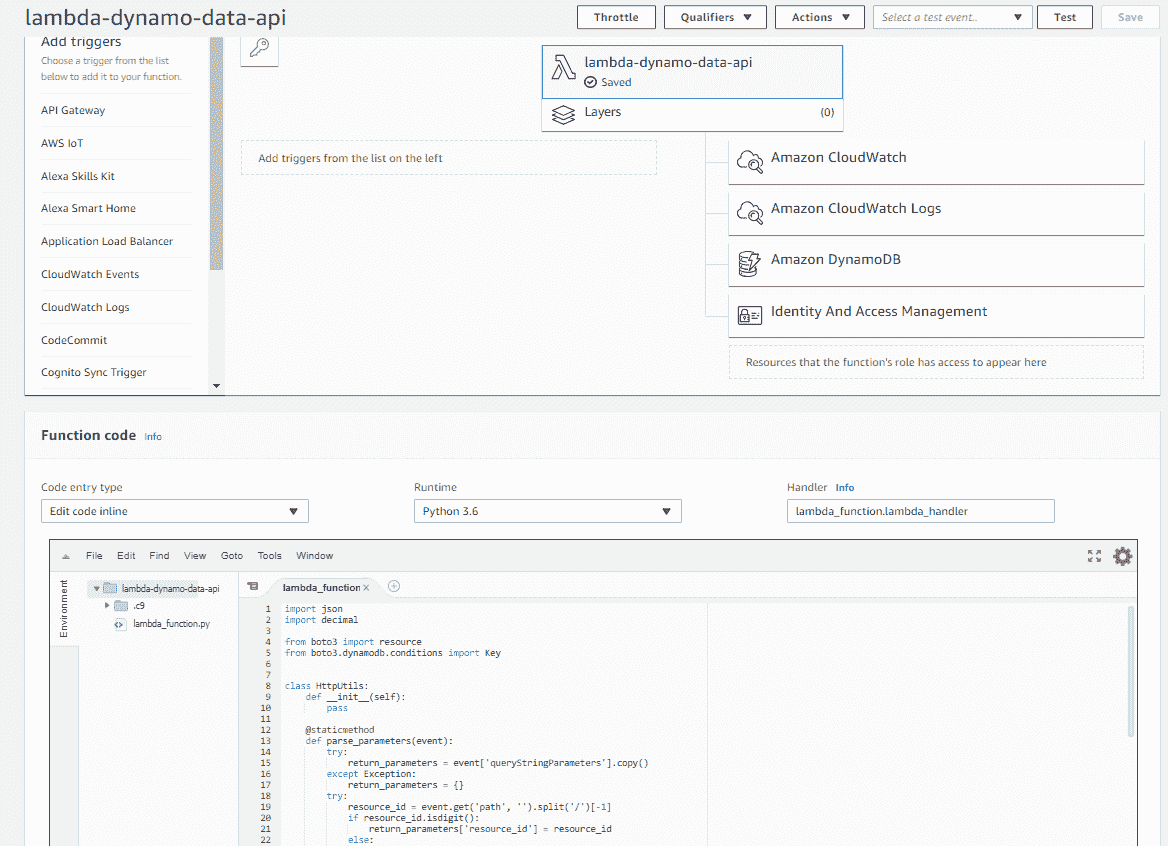 lambda-dynamo-data-api
Throttle
Qualifiers
Actions
Select a test event..
Test
Save
Add triggers
Choose a trigger from the list
below to add it to your function.
API Gateway
AWS IoT
Alexa Skills Kit
Alexa Smart Home
Application Load Balancer
CloudWatch Events
CloudWatch Logs
CodeCommit
Cognito Sync Trigger
lambda-dynamo-data-api
Saved
Layers (0)
Add triggers from the list on the left
Amazon CloudWatch
Amazon CloudWatch Logs
Amazon DynamoDB
Identity And Access Management
Resources that the function's role has access to appear here
Function code Info
Code entry type
Edit code inline
Runtime
Python 3.6
Handler Info
lambda_function.lambda_handler
File Edit Find View Goto Tools Window
Environment
lambda-dynamo-data-api
.c9
lambda_function.py
lambda_function
1 import json
2 import decimal
3
4 from boto3 import resource
5 from boto3.dynamodb.conditions import Key
6
7
8 class HttpUtils:
9 def __init__(self):
10 pass
11
12 @staticmethod
13 def parse_parameters(event):
14 try:
15 return_parameters = event['queryStringParameters'].copy()
16 except Exception:
17 return_parameters = {}
18 try:
19 resource_id = event.get('path', '').split('/')[-1]
20 if resource_id.isdigit():
21 return_parameters['resource_id'] = resource_id
22 else: